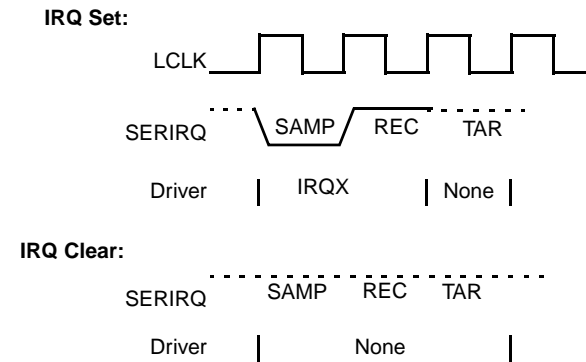 IRQ Set:
LCLK
SERIRQ SAMP REC TAR
Driver IRQX None
IRQ Clear:
SERIRQ SAMP REC TAR
Driver None